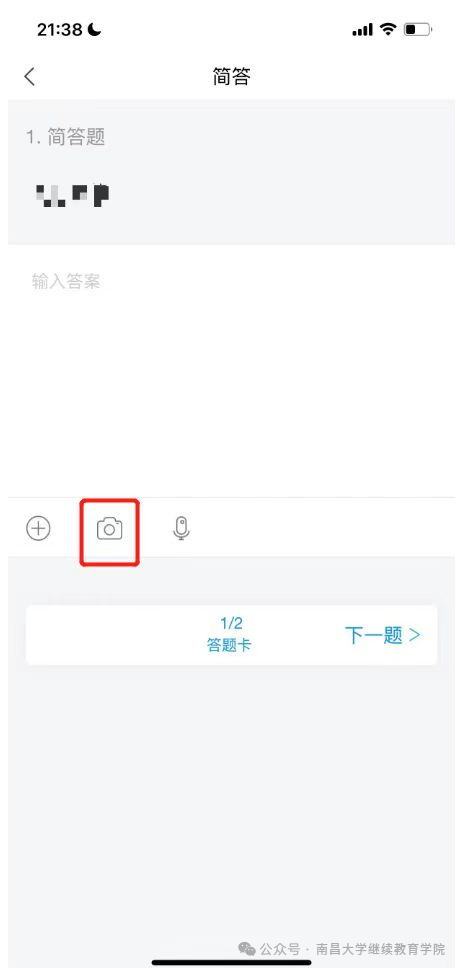 21:38
简答
1. 简答题
输入答案
1/2
答题卡
下一题 >
公众号 · 南昌大学继续教育学院